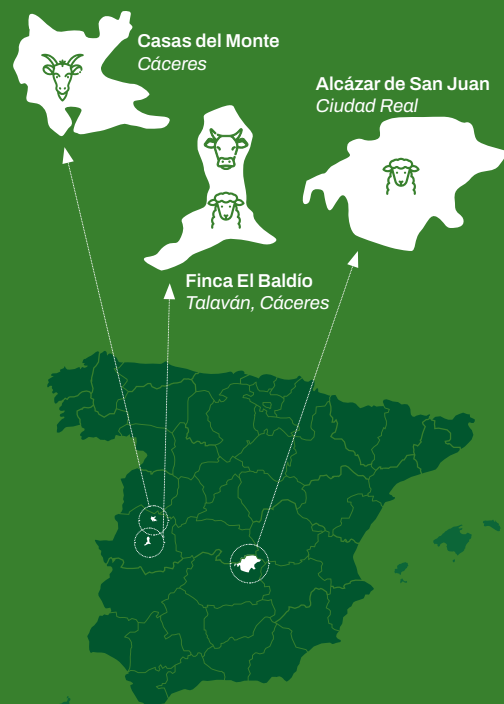 Casas del Monte
Cáceres
Alcázar de San Juan
Ciudad Real
Finca El Baldío
Talaván, Cáceres